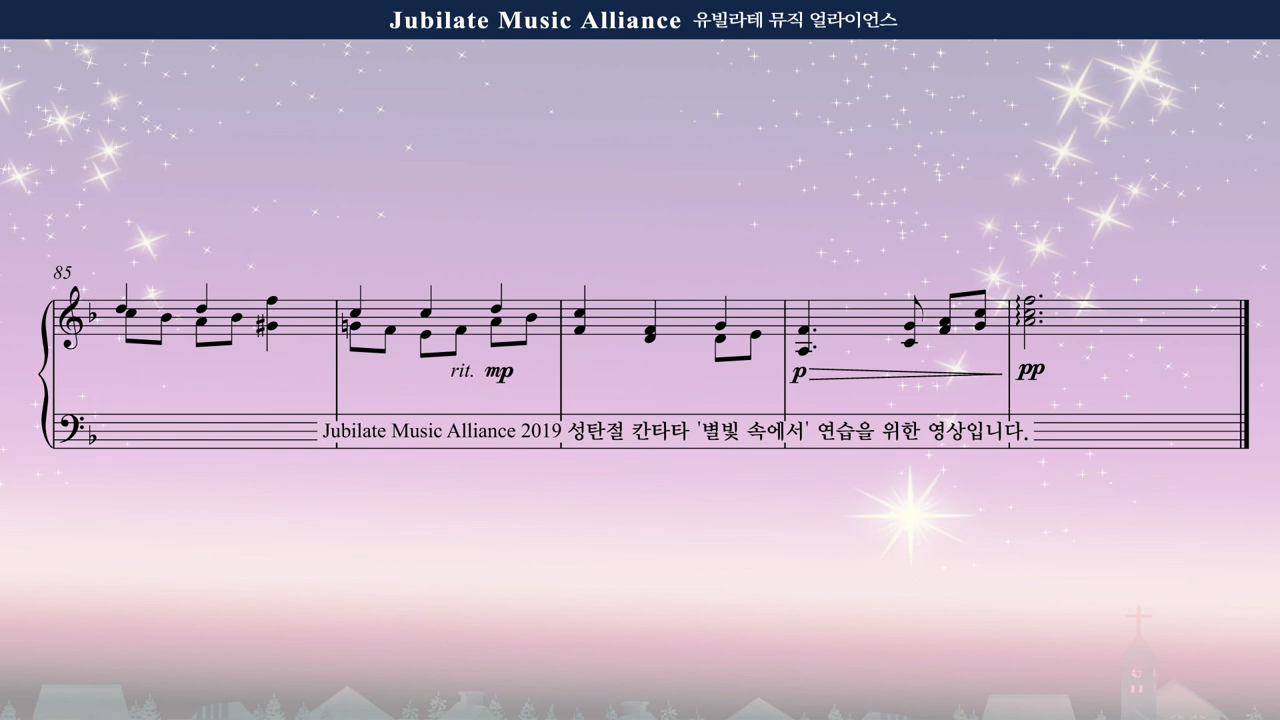 Jubilate Music Alliance 유빌라테 뮤직 얼라이언스
85
rit. mp
p
pp
Jubilate Music Alliance 2019 성탄절 칸타타 '별빛 속에서' 연습을 위한 영상입니다.